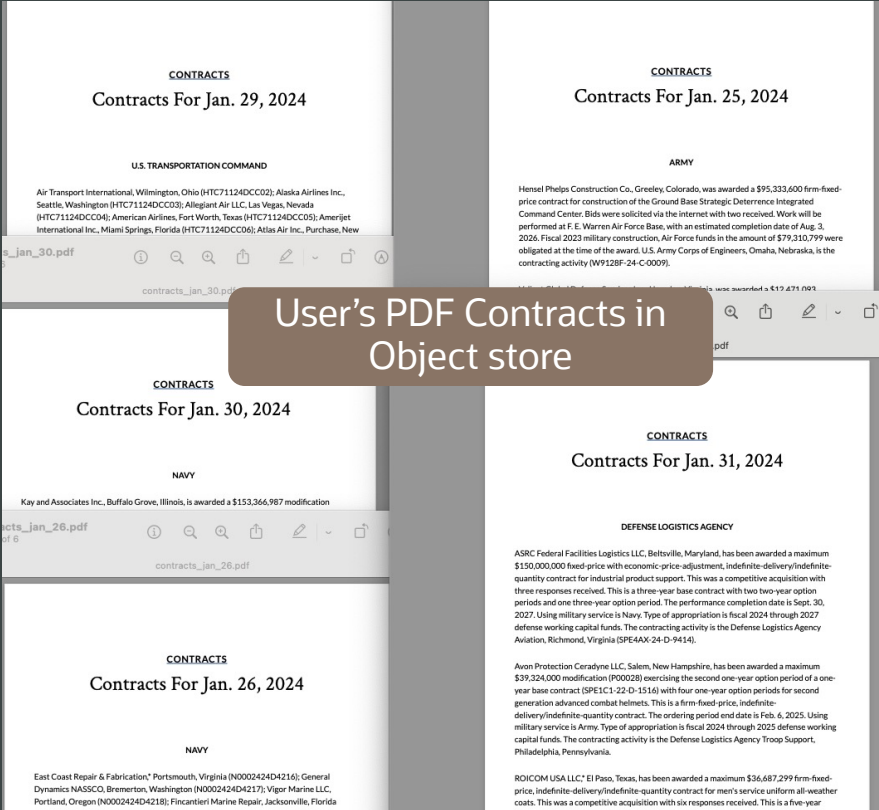 CONTRACTS
Contracts For Jan. 29, 2024
U.S. TRANSPORTATION COMMAND
Air Transport International, Wilmington, Ohio (HTC71124DCC02); Alaska Airlines Inc.,
Seattle, Washington (HTC71124DCC03); Allegiant Air LLC, Las Vegas, Nevada
(HTC71124DCC04); American Airlines, Fort Worth, Texas (HTC71124DCC05); Amerijet
International Inc., Miami Springs, Florida (HTC71124DCC06); Atlas Air Inc., Purchase, New
s_jan_30.pdf
contracts_jan_30.pdf
CONTRACTS
Contracts For Jan. 30, 2024
NAVY
Kay and Associates Inc., Buffalo Grove, Illinois, is awarded a $153,366,987 modification
acts_jan_26.pdf
of 6
contracts_jan_26.pdf
CONTRACTS
Contracts For Jan. 26, 2024
NAVY
East Coast Repair & Fabrication,* Portsmouth, Virginia (N0002424D4216); General
Dynamics NASSCO, Bremerton, Washington (N0002424D4217); Vigor Marine LLC,
Portland, Oregon (N0002424D4218); Fincantieri Marine Repair, Jacksonville, Florida
User's PDF Contracts in
Object store
CONTRACTS
Contracts For Jan. 25, 2024
ARMY
Hensel Phelps Construction Co., Greeley, Colorado, was awarded a $95,333,600 firm-fixed-
price contract for construction of the Ground Base Strategic Deterrence Integrated
Command Center. Bids were solicited via the internet with two received. Work will be
performed at F. E. Warren Air Force Base, with an estimated completion date of Aug. 3,
2026. Fiscal 2023 military construction, Air Force funds in the amount of $79,310,799 were
obligated at the time of the award. U.S. Army Corps of Engineers, Omaha, Nebraska, is the
contracting activity (W9128F-24-C-0009).
was awarded a $12,471,093
.pdf
CONTRACTS
Contracts For Jan. 31, 2024
DEFENSE LOGISTICS AGENCY
ASRC Federal Facilities Logistics LLC, Beltsville, Maryland, has been awarded a maximum
$150,000,000 fixed-price with economic-price-adjustment, indefinite-delivery/indefinite-
quantity contract for industrial product support. This was a competitive acquisition with
three responses received. This is a three-year base contract with two two-year option
periods and one three-year option period. The performance completion date is Sept. 30,
2027. Using military service is Navy. Type of appropriation is fiscal 2024 through 2027
defense working capital funds. The contracting activity is the Defense Logistics Agency
Aviation, Richmond, Virginia (SPE4AX-24-D-9414).
Avon Protection Ceradyne LLC, Salem, New Hampshire, has been awarded a maximum
$39,324,000 modification (P00028) exercising the second one-year option period of a one-
year base contract (SPE1C1-22-D-1516) with four one-year option periods for second
generation advanced combat helmets. This is a firm-fixed-price, indefinite-
delivery/indefinite-quantity contract. The ordering period end date is Feb. 6, 2025. Using
military service is Army. Type of appropriation is fiscal 2024 through 2025 defense working
capital funds. The contracting activity is the Defense Logistics Agency Troop Support,
Philadelphia, Pennsylvania.
ROICOM USA LLC,* El Paso, Texas, has been awarded a maximum $36,687,299 firm-fixed-
price, indefinite-delivery/indefinite-quantity contract for men's service uniform all-weather
coats. This was a competitive acquisition with six responses received. This is a five-year